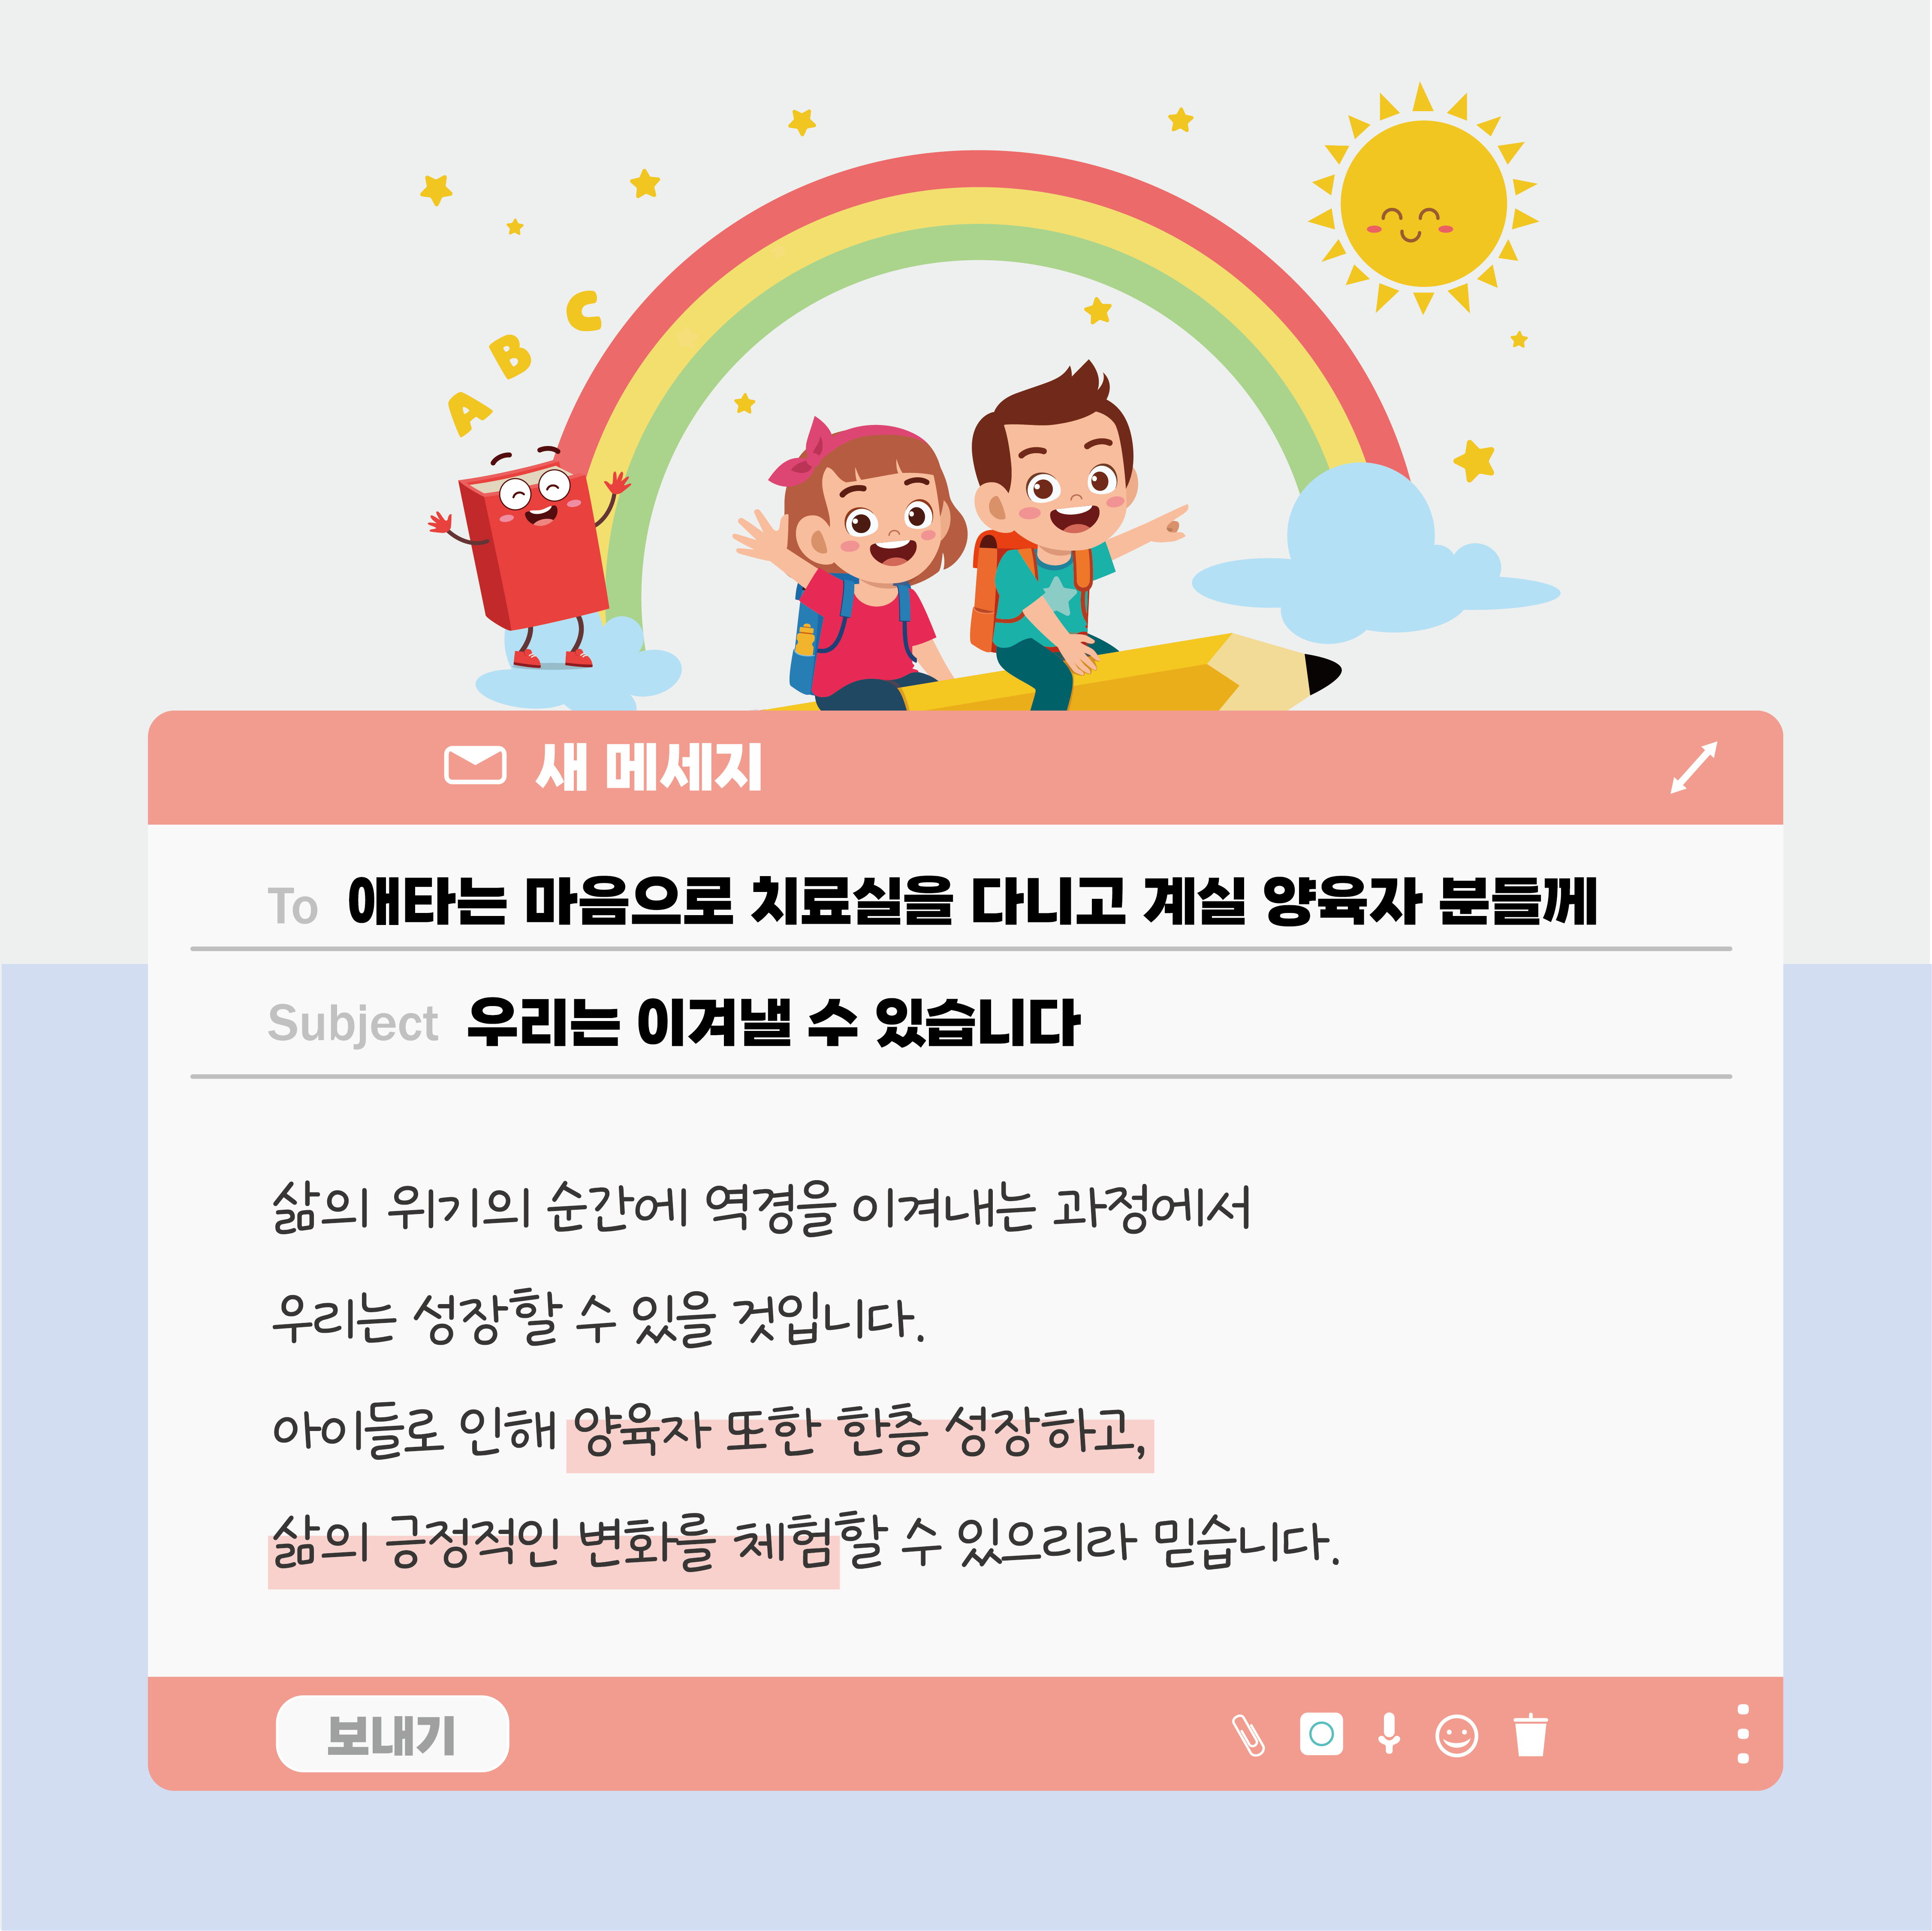 A B C
새 메세지
To 애타는 마음으로 치료실을 다니고 계실 양육자 분들께
Subject 우리는 이겨낼 수 있습니다
삶의 위기의 순간에 역경을 이겨내는 과정에서
우리는 성장할 수 있을 것입니다.
아이들로 인해 양육자 또한 한층 성장하고,
삶의 긍정적인 변화를 체험할 수 있으리라 믿습니다.
보내기